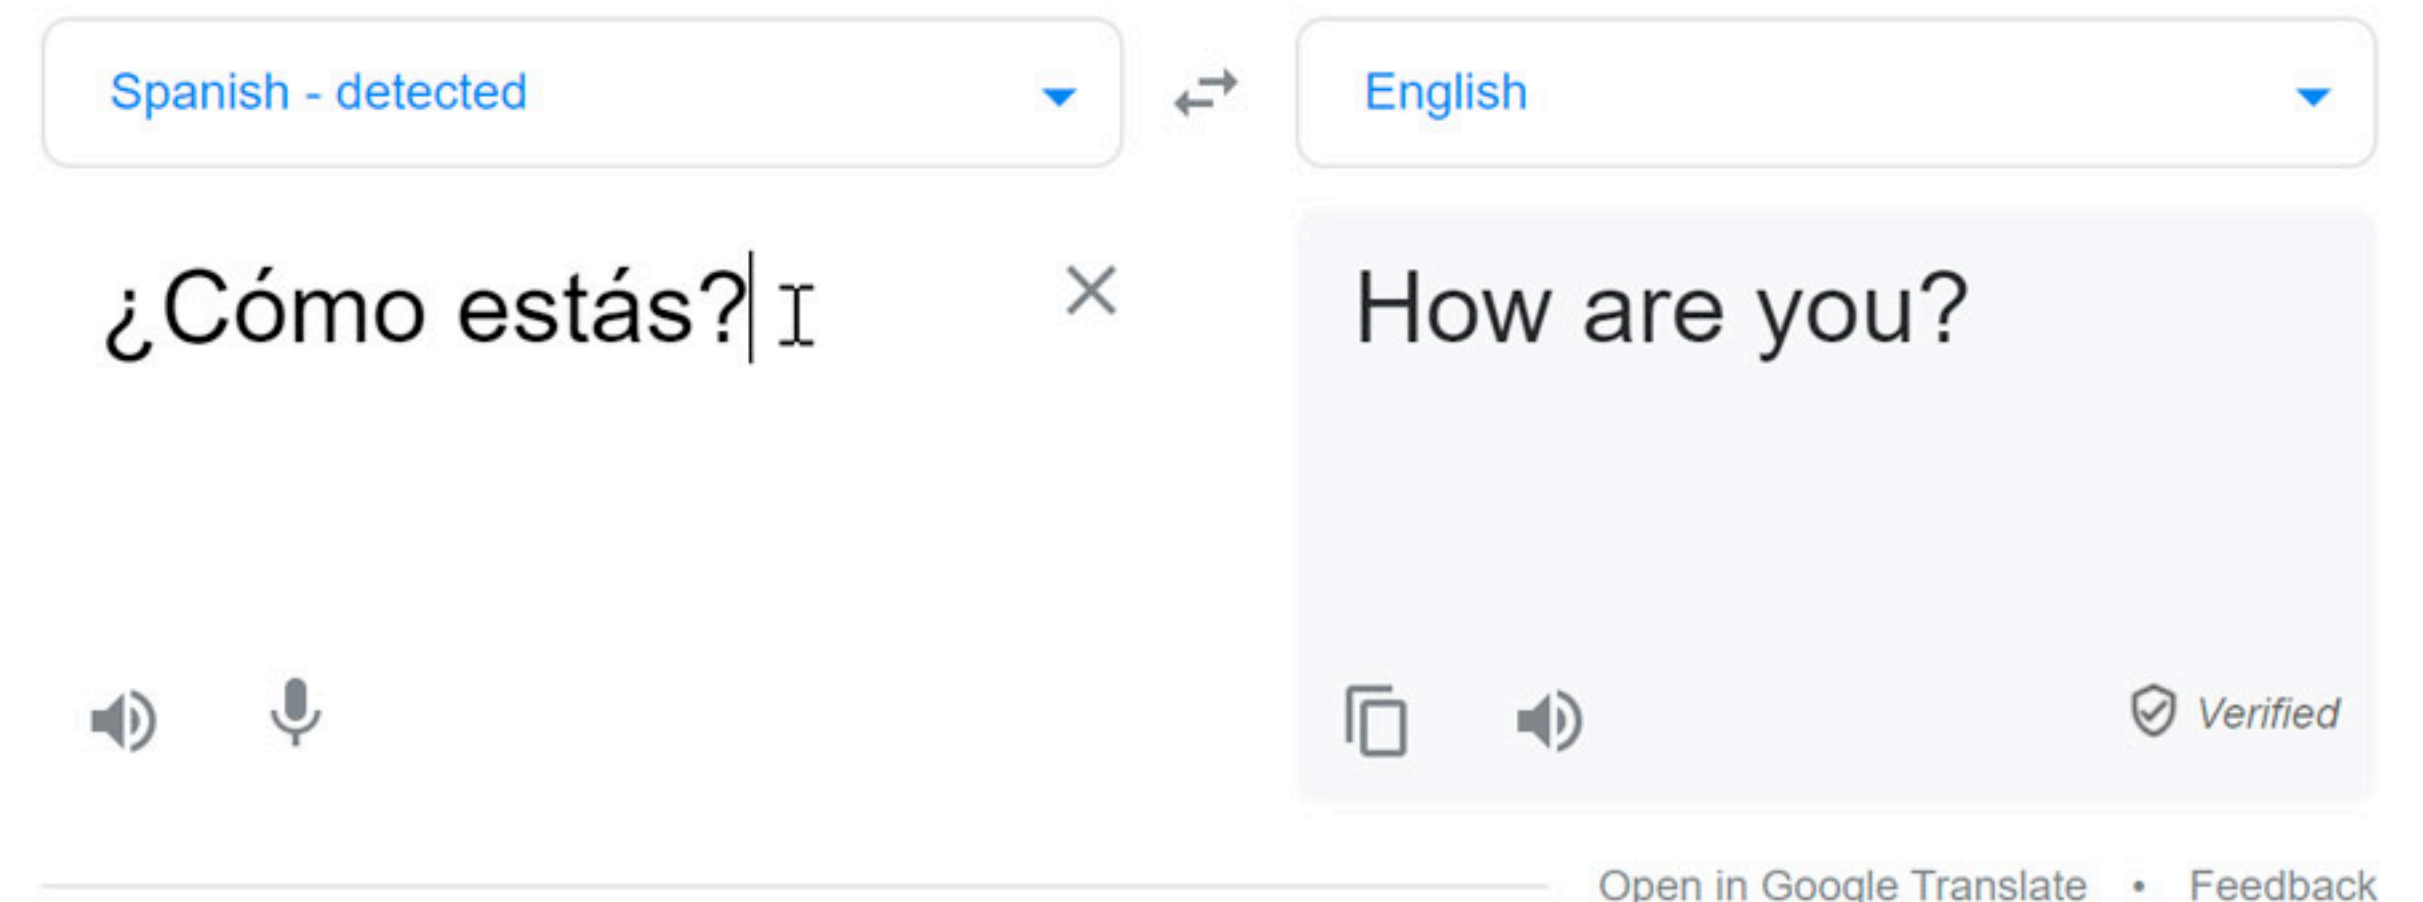 Spanish - detected
English
¿Cómo estás?
How are you?
Verified
Open in Google Translate • Feedback